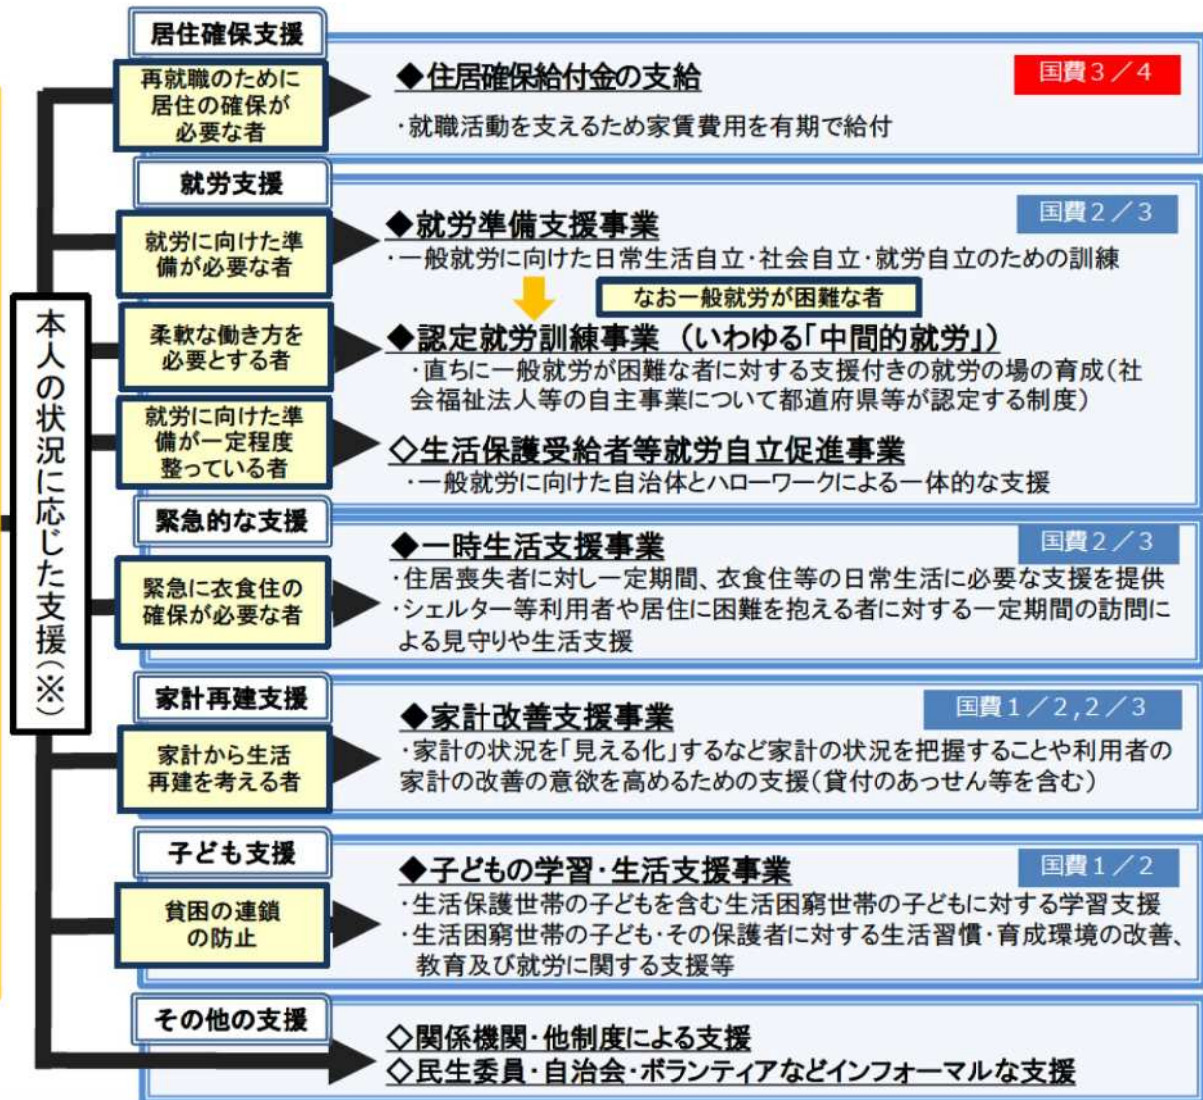 居住確保支援
再就職のために
居住の確保が
必要な者
◆住居確保給付金の支給
国費3／4
・就職活動を支えるため家賃費用を有期で給付
就労支援
就労に向けた準
備が必要な者
◆就労準備支援事業
国費2／3
・一般就労に向けた日常生活自立・社会自立・就労自立のための訓練
なお一般就労が困難な者
柔軟な働き方を
必要とする者
◆認定就労訓練事業（いわゆる「中間的就労」）
・直ちに一般就労が困難な者に対する支援付きの就労の場の育成（社
会福祉法人等の自主事業について都道府県等が認定する制度）
就労に向けた準
備が一定程度
整っている者
◇生活保護受給者等就労自立促進事業
・一般就労に向けた自治体とハローワークによる一体的な支援
本人の状況に応じた支援（※）
緊急的な支援
緊急に衣食住の
確保が必要な者
◆一時生活支援事業
国費2／3
・住居喪失者に対し一定期間、衣食住等の日常生活に必要な支援を提供
・シェルター等利用者や居住に困難を抱える者に対する一定期間の訪問に
よる見守りや生活支援
家計再建支援
家計から生活
再建を考える者
◆家計改善支援事業
国費1／2,2／3
・家計の状況を「見える化」するなど家計の状況を把握することや利用者の
家計の改善の意欲を高めるための支援（貸付のあっせん等を含む）
子ども支援
貧困の連鎖
の防止
◆子どもの学習・生活支援事業
国費1／2
・生活保護世帯の子どもを含む生活困窮世帯の子どもに対する学習支援
・生活困窮世帯の子ども・その保護者に対する生活習慣・育成環境の改善、
教育及び就労に関する支援等
その他の支援
◇関係機関・他制度による支援
◇民生委員・自治会・ボランティアなどインフォーマルな支援